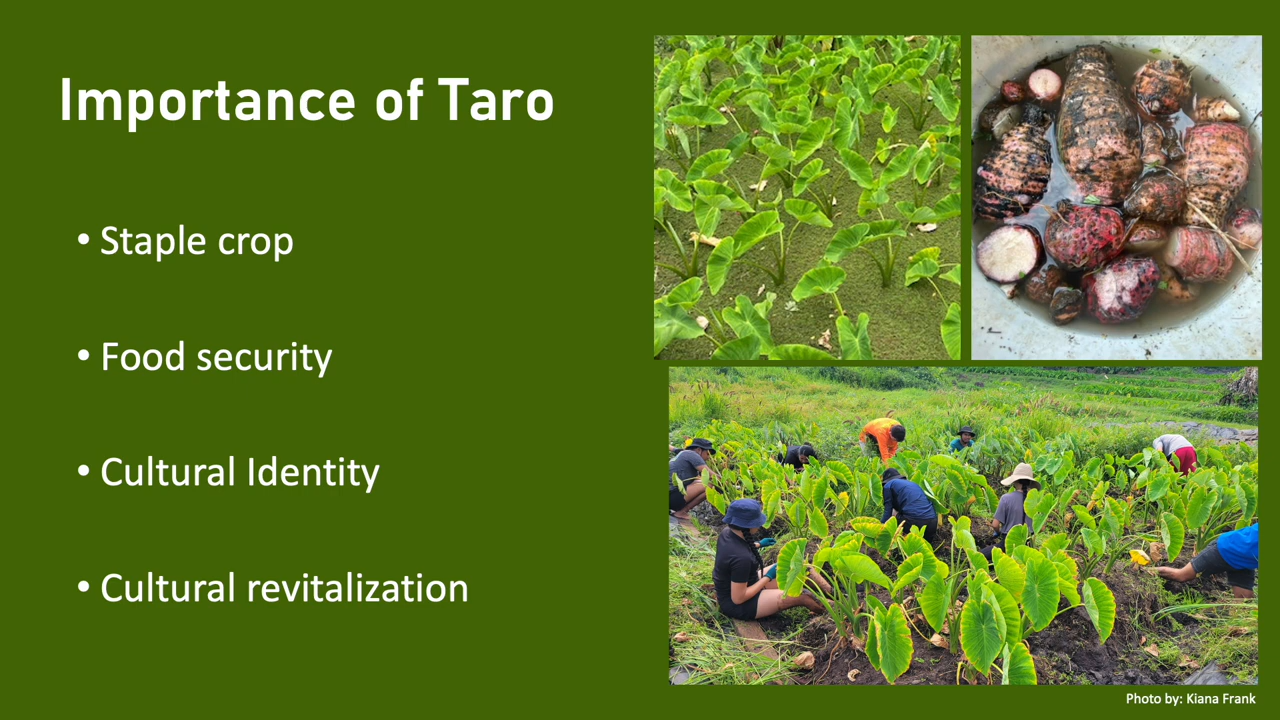 Importance of Taro
• Staple crop
• Food security
• Cultural Identity
• Cultural revitalization
Photo by: Kiana Frank